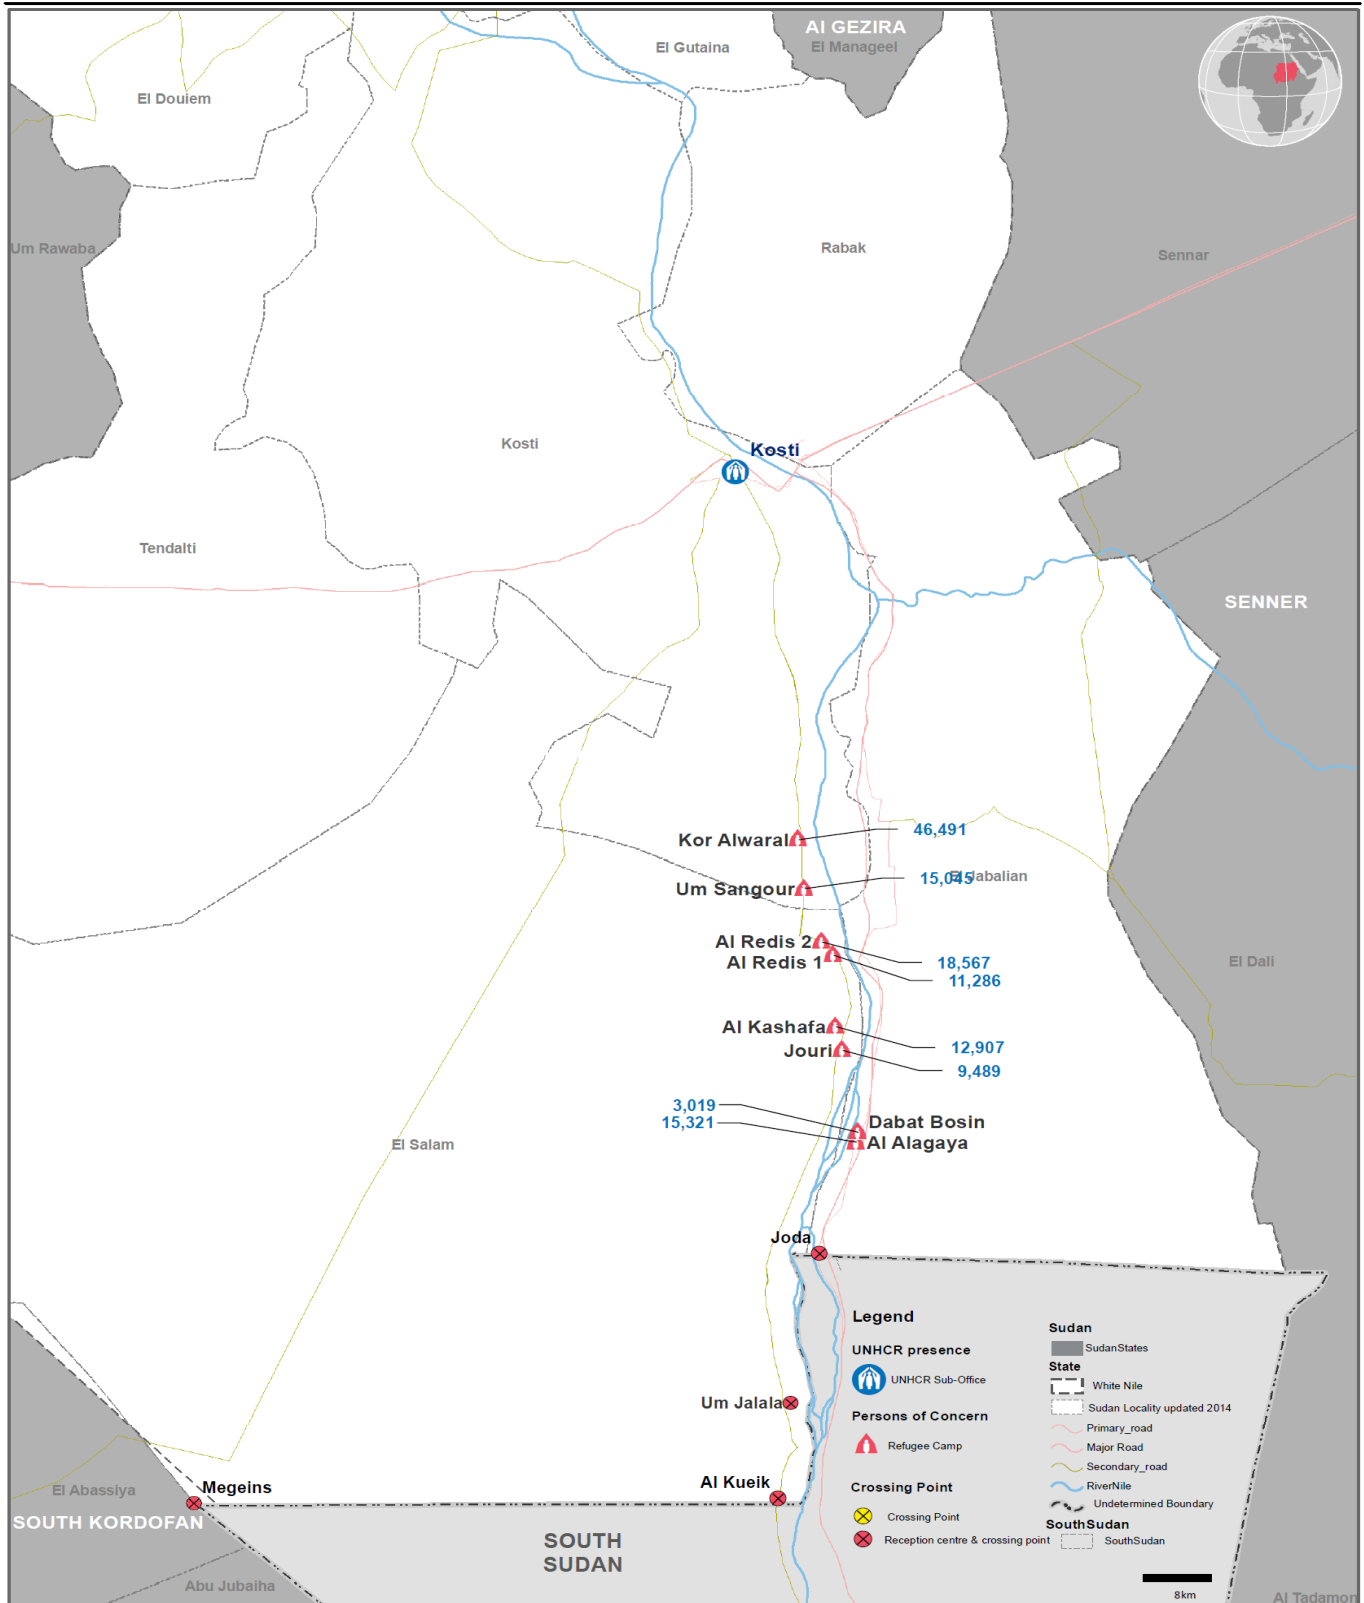 Al GEZIRA
El Gutaina
El Manageel
El Douiem
Um Rawaba
Rabak
Sennar
Kosti
Kosti
Tendalti
SENNER
Kor Alwaral
46,491
Um Sangour
15,045
El Jabalian
Al Redis 2
Al Redis 1
18,567
11,286
El Dali
Al Kashafa
Jouri
12,907
9,489
3,019
15,321
Dabat Bosin
Al Alagaya
El Salam
Joda
Um Jalala
Al Kueik
Megeins
El Abassiya
SOUTH KORDOFAN
Abu Jubaiha
SOUTH
SUDAN
Legend
UNHCR presence
UNHCR Sub-Office
Persons of Concern
Refugee Camp
Crossing Point
Crossing Point
Reception centre & crossing point
Sudan
SudanStates
State
White Nile
Sudan Locality updated 2014
Primary_road
Major Road
Secondary_road
RiverNile
Undetermined Boundary
SouthSudan
SouthSudan
8km
Al Tadamon